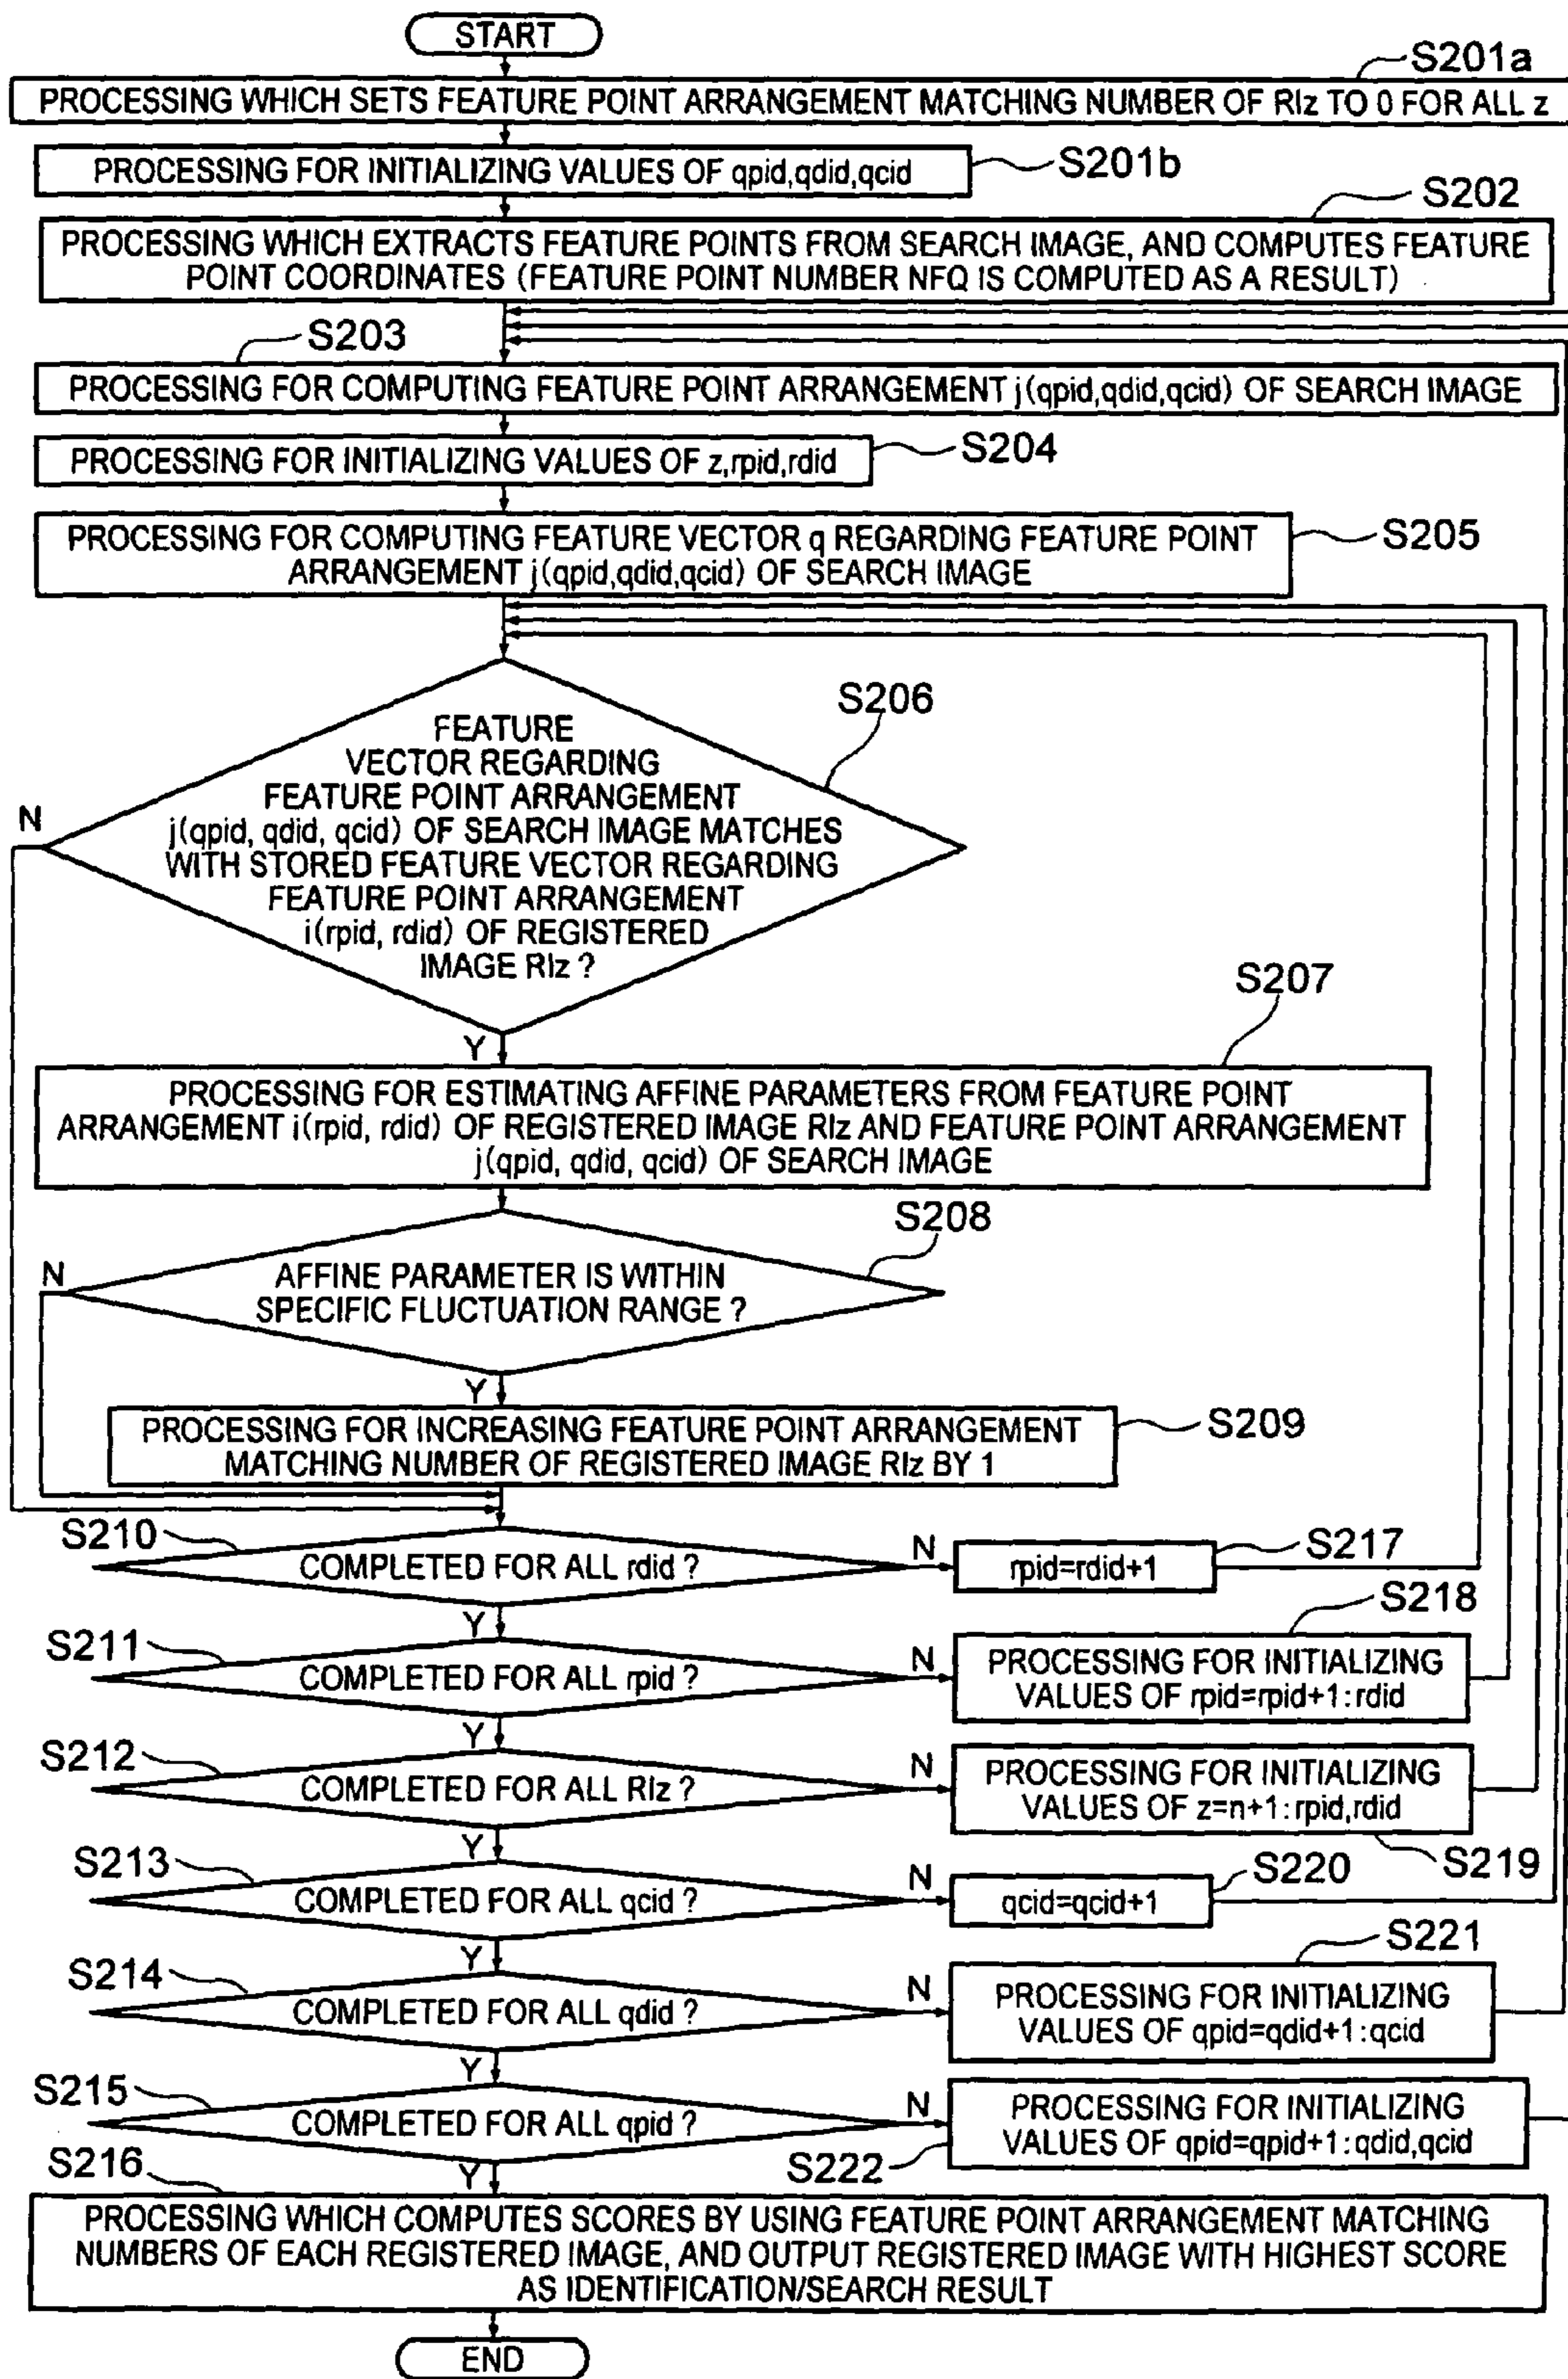 START
S201a
PROCESSING WHICH SETS FEATURE POINT ARRANGEMENT MATCHING NUMBER OF RIz TO 0 FOR ALL z
PROCESSING FOR INITIALIZING VALUES OF qpid,qdid,qcid
S201b
S202
PROCESSING WHICH EXTRACTS FEATURE POINTS FROM SEARCH IMAGE, AND COMPUTES FEATURE
POINT COORDINATES (FEATURE POINT NUMBER NFQ IS COMPUTED AS A RESULT)
S203
PROCESSING FOR COMPUTING FEATURE POINT ARRANGEMENT j(qpid,qdid,qcid) OF SEARCH IMAGE
PROCESSING FOR INITIALIZING VALUES OF z,rpid,rdid
S204
PROCESSING FOR COMPUTING FEATURE VECTOR q REGARDING FEATURE POINT
ARRANGEMENT j(qpid,qdid,qcid) OF SEARCH IMAGE
S205
S206
FEATURE
VECTOR REGARDING
FEATURE POINT ARRANGEMENT
j(qpid, qdid, qcid) OF SEARCH IMAGE MATCHES
WITH STORED FEATURE VECTOR REGARDING
FEATURE POINT ARRANGEMENT
i(rpid, rdid) OF REGISTERED
IMAGE RIz ?
N
Y
S207
PROCESSING FOR ESTIMATING AFFINE PARAMETERS FROM FEATURE POINT
ARRANGEMENT i(rpid, rdid) OF REGISTERED IMAGE RIz AND FEATURE POINT ARRANGEMENT
j(qpid, qdid, qcid) OF SEARCH IMAGE
S208
N
AFFINE PARAMETER IS WITHIN
SPECIFIC FLUCTUATION RANGE ?
Y
PROCESSING FOR INCREASING FEATURE POINT ARRANGEMENT
MATCHING NUMBER OF REGISTERED IMAGE RIz BY 1
S209
S210
COMPLETED FOR ALL rdid ?
N
rpid=rdid+1
S217
Y
S211
COMPLETED FOR ALL rpid ?
N
PROCESSING FOR INITIALIZING
VALUES OF rpid=rpid+1:rdid
S218
Y
S212
COMPLETED FOR ALL RIz ?
N
PROCESSING FOR INITIALIZING
VALUES OF z=n+1:rpid,rdid
S219
Y
S213
COMPLETED FOR ALL qcid ?
N
qcid=qcid+1
S220
Y
S214
COMPLETED FOR ALL qdid ?
N
PROCESSING FOR INITIALIZING
VALUES OF qpid=qdid+1:qcid
S221
Y
S215
COMPLETED FOR ALL qpid ?
N
PROCESSING FOR INITIALIZING
VALUES OF qpid=qpid+1:qdid,qcid
S222
Y
S216
PROCESSING WHICH COMPUTES SCORES BY USING FEATURE POINT ARRANGEMENT MATCHING
NUMBERS OF EACH REGISTERED IMAGE, AND OUTPUT REGISTERED IMAGE WITH HIGHEST SCORE
AS IDENTIFICATION/SEARCH RESULT
END